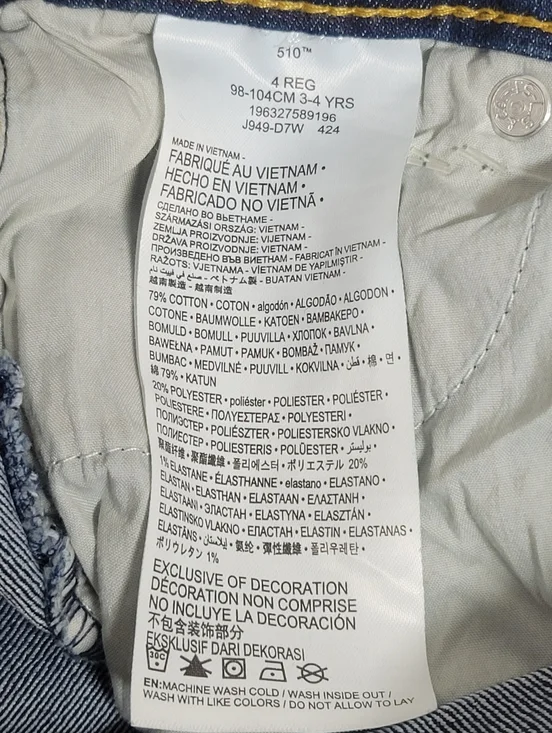 510™
4 REG
98-104CM 3-4 YRS
196327589196
J949-D7W 424
MADE IN VIETNAM -
FABRIQUÉ AU VIETNAM •
HECHO EN VIETNAM •
FABRICADO NO VIETNÃ •
СДЕЛАНО ВО ВЬЕТНАМЕ -
SZÁRMAZÁSI ORSZÁG: VIETNAM -
ZEMLJA PROIZVODNJE: VIJETNAM -
DRŽAVA PROIZVODNJE: VIETNAM -
ПРОИЗВЕДЕНО ВЪВ ВИЕТНАМ - FABRICAT ÎN VIETNAM -
RAŽOTS: VJETNAMA - VİETNAM DE YAPILMIŞTIR -
صنع في فييت نام - ベトナム製 - BUATAN VIETNAM -
越南製造 - 越南制造
79% COTTON • COTON • algodón • ALGODÃO • ALGODON •
COTONE • BAUMWOLLE • KATOEN • BAMBAKEPO •
BOMULD • BOMULL • PUUVILLA • ХЛОПОК • BAVLNA •
BAWEŁNA • PAMUT • PAMUK • BOMBAŽ • ПАМУК •
BUMBAC • MEDVILNĖ • PUUVILL • KOKVILNA • قطن • 棉 • 면 •
綿 79% • KATUN
20% POLYESTER • poliéster • POLIESTER • POLIÉSTER •
POLIESTERE • ΠΟΛΥΕΣΤΕΡΑΣ • POLYESTERI •
ПОЛИЭСТЕР • POLIÉSZTER • POLIESTERSKO VLAKNO •
ПОЛИЕСТЕР • POLIESTERIS • POLÜESTER • بوليستر •
聚酯纤维 • 聚酯纖維 • 폴리에스터 • ポリエステル 20%
1% ELASTANE • ÉLASTHANNE • elastano • ELASTANO •
ELASTAN • ELASTHAN • ELASTAAN • ΕΛΑΣΤΑΝΗ •
ELASTAANI • ЭЛАСТАН • ELASTYNA • ELASZTÁN •
ELASTINSKO VLAKNO • ЕЛАСТАН • ELASTIN • ELASTANAS •
ELASTĀNS • ايلاستان • 氨纶 • 彈性纖維 • 폴리우레탄 •
ポリウレタン 1%
EXCLUSIVE OF DECORATION
DÉCORATION NON COMPRISE
NO INCLUYE LA DECORACIÓN
不包含装饰部分
EKSKLUSIF DARI DEKORASI
30C
EN:MACHINE WASH COLD / WASH INSIDE OUT /
WASH WITH LIKE COLORS / DO NOT ALLOW TO LAY